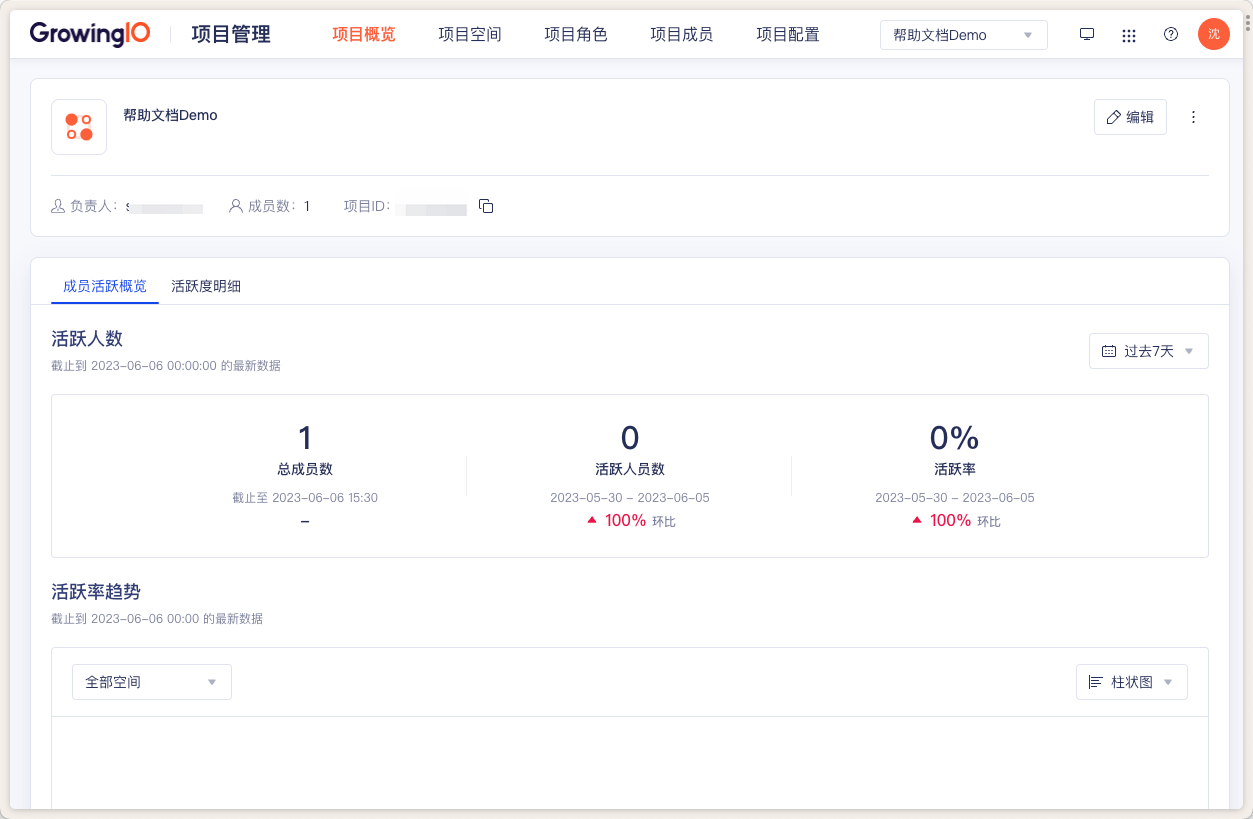 GrowingIO 项目管理 项目概览 项目空间 项目角色 项目成员 项目配置 帮助文档Demo 沈
帮助文档Demo
编辑
负责人： 成员数：1 项目ID：
成员活跃概览 活跃度明细
活跃人数
过去7天
截止到 2023-06-06 00:00:00 的最新数据
1 0 0%
总成员数 活跃人员数 活跃率
截止至 2023-06-06 15:30 2023-05-30 - 2023-06-05 2023-05-30 - 2023-06-05
- 100% 环比 100% 环比
活跃率趋势
截止到 2023-06-06 00:00 的最新数据
全部空间 柱状图